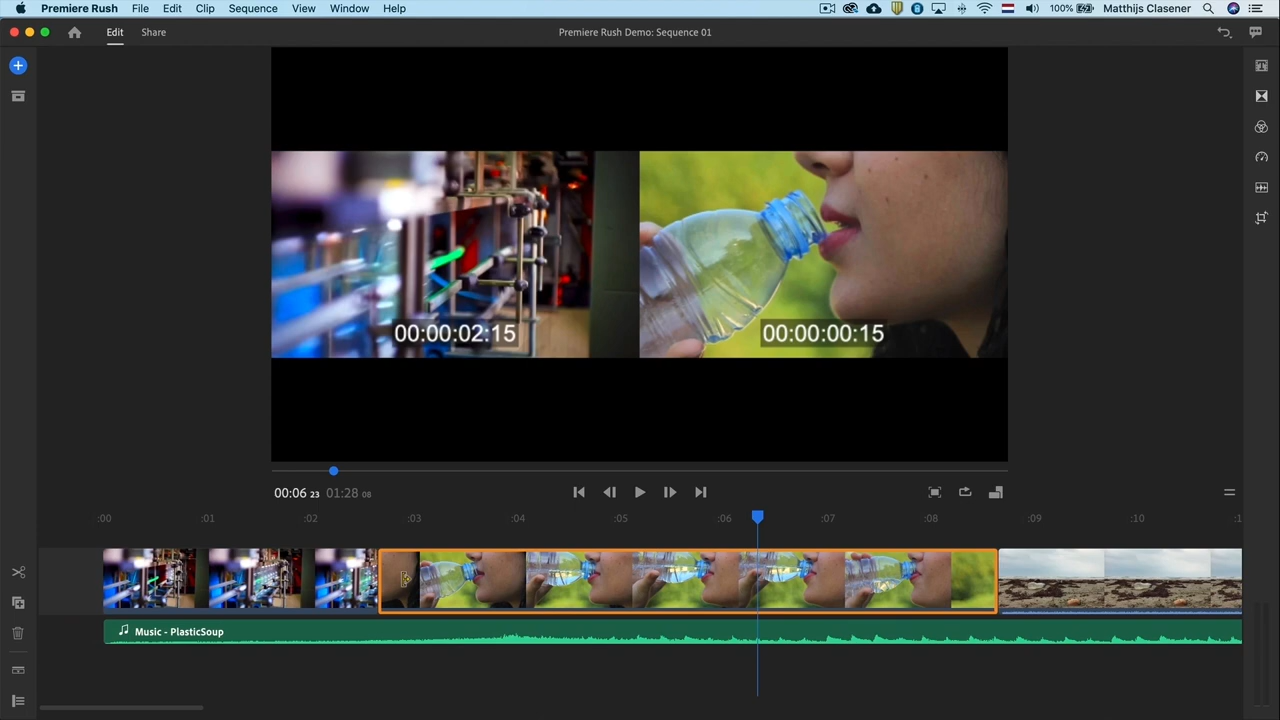 Premiere Rush File Edit Clip Sequence View Window Help 100% Matthijs Clasener
Edit Share Premiere Rush Demo: Sequence 01
00:00:02:15 00:00:00:15
00:06 23 01:28 08
:00 :01 :02 :03 :04 :05 :06 :07 :08 :09 :10 :1
Music - PlasticSoup